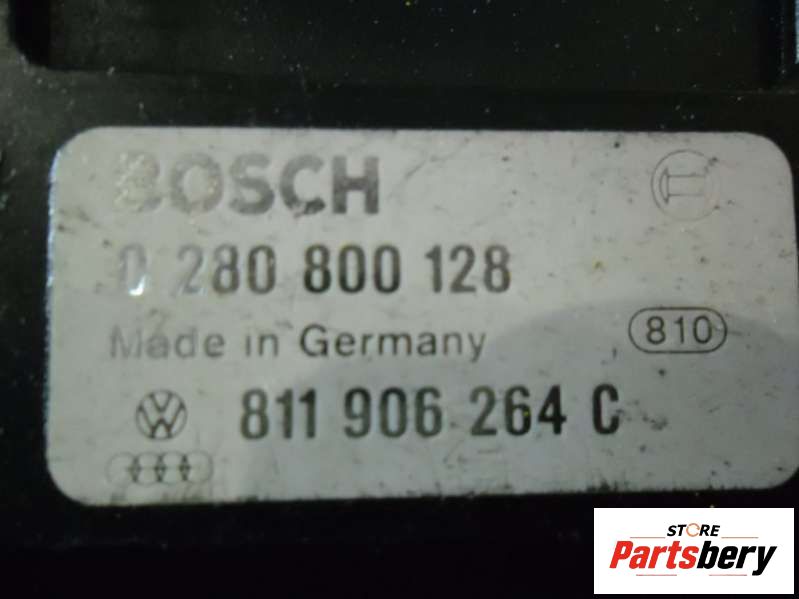 BOSCH
0 280 800 128
Made in Germany
810
811 906 264 C
STORE
Partsbery